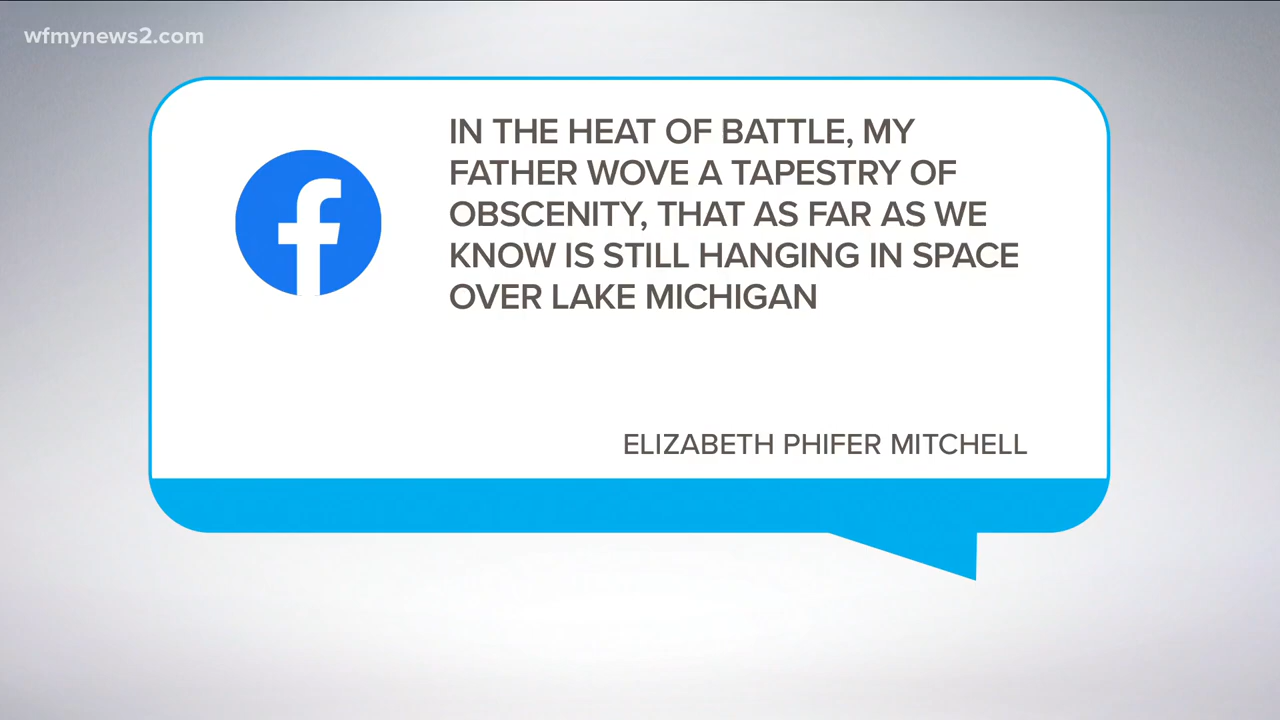 wfmynews2.com
IN THE HEAT OF BATTLE, MY
FATHER WOVE A TAPESTRY OF
OBSCENITY, THAT AS FAR AS WE
KNOW IS STILL HANGING IN SPACE
OVER LAKE MICHIGAN
ELIZABETH PHIFER MITCHELL